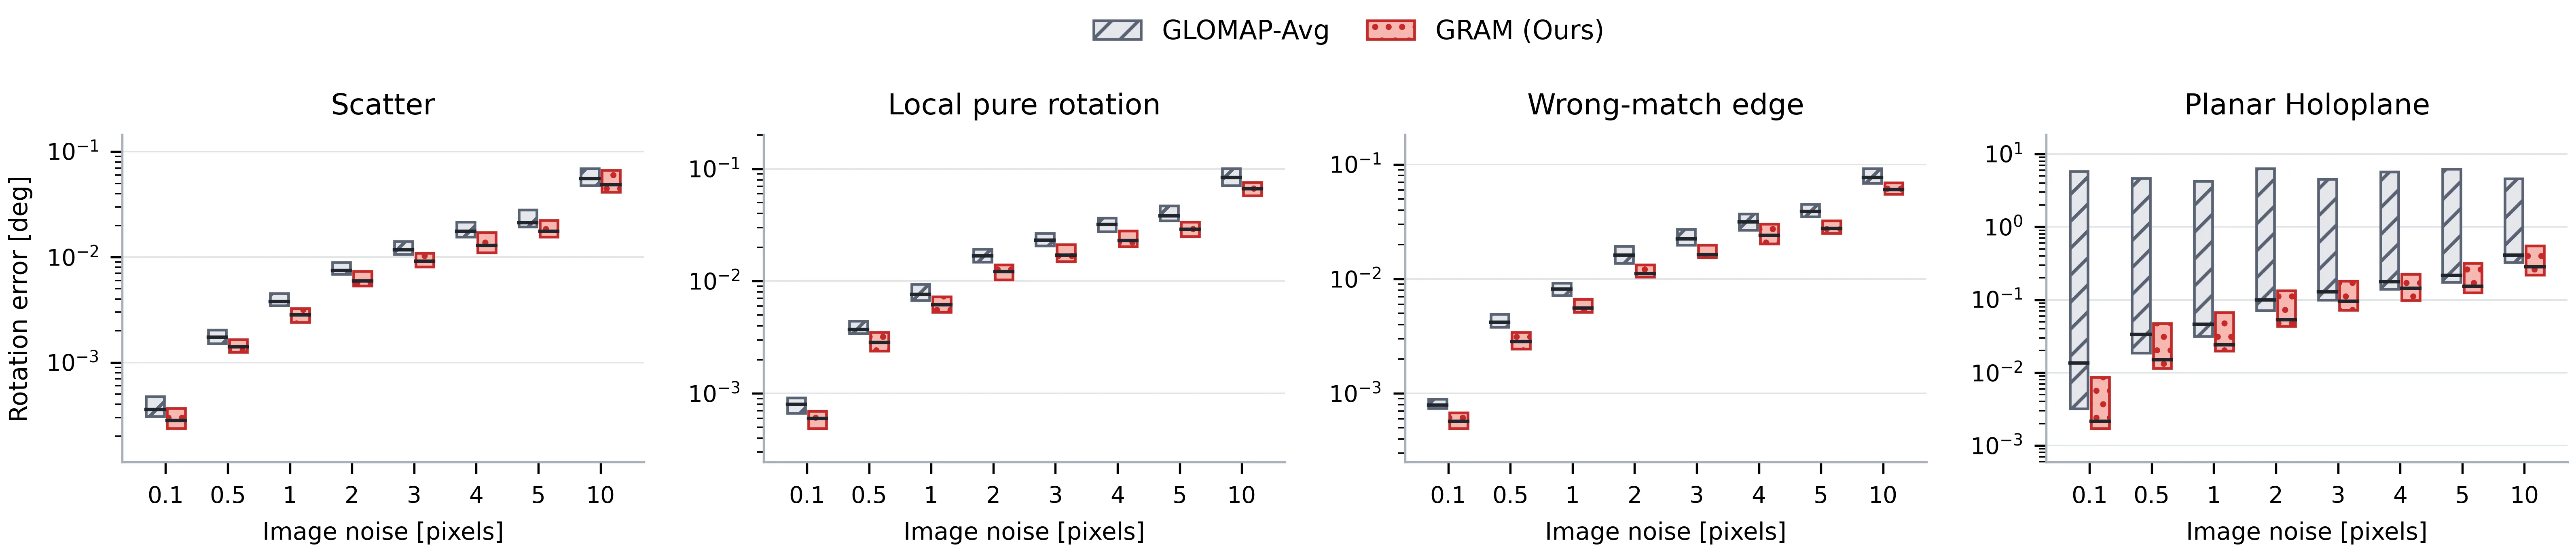 GLOMAP-Avg GRAM (Ours)
Scatter
Local pure rotation
Wrong-match edge
Planar Holoplane
Rotation error [deg]
10⁻¹
10⁻²
10⁻³
0.1 0.5 1 2 3 4 5 10
Image noise [pixels]
10⁻¹
10⁻²
10⁻³
0.1 0.5 1 2 3 4 5 10
Image noise [pixels]
10⁻¹
10⁻²
10⁻³
0.1 0.5 1 2 3 4 5 10
Image noise [pixels]
10¹
10⁰
10⁻¹
10⁻²
10⁻³
0.1 0.5 1 2 3 4 5 10
Image noise [pixels]